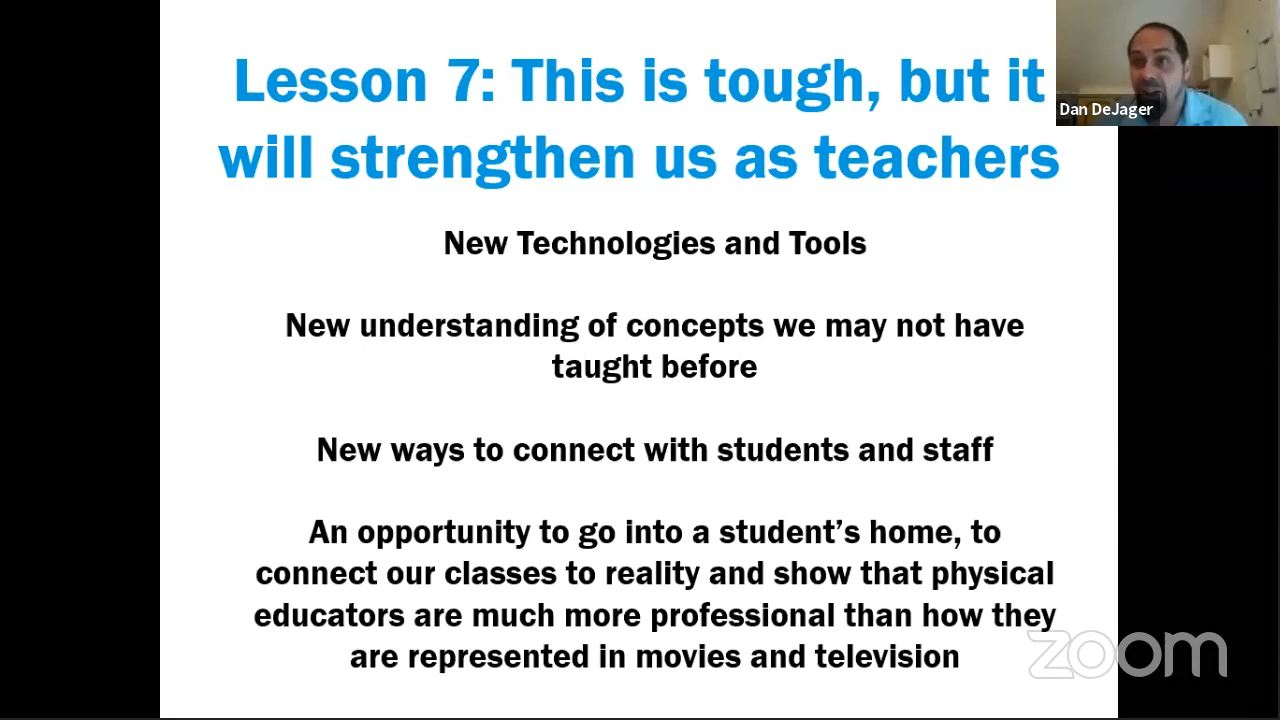 Lesson 7: This is tough, but it
will strengthen us as teachers
Dan DeJager
New Technologies and Tools
New understanding of concepts we may not have
taught before
New ways to connect with students and staff
An opportunity to go into a student’s home, to
connect our classes to reality and show that physical
educators are much more professional than how they
are represented in movies and television
zoom